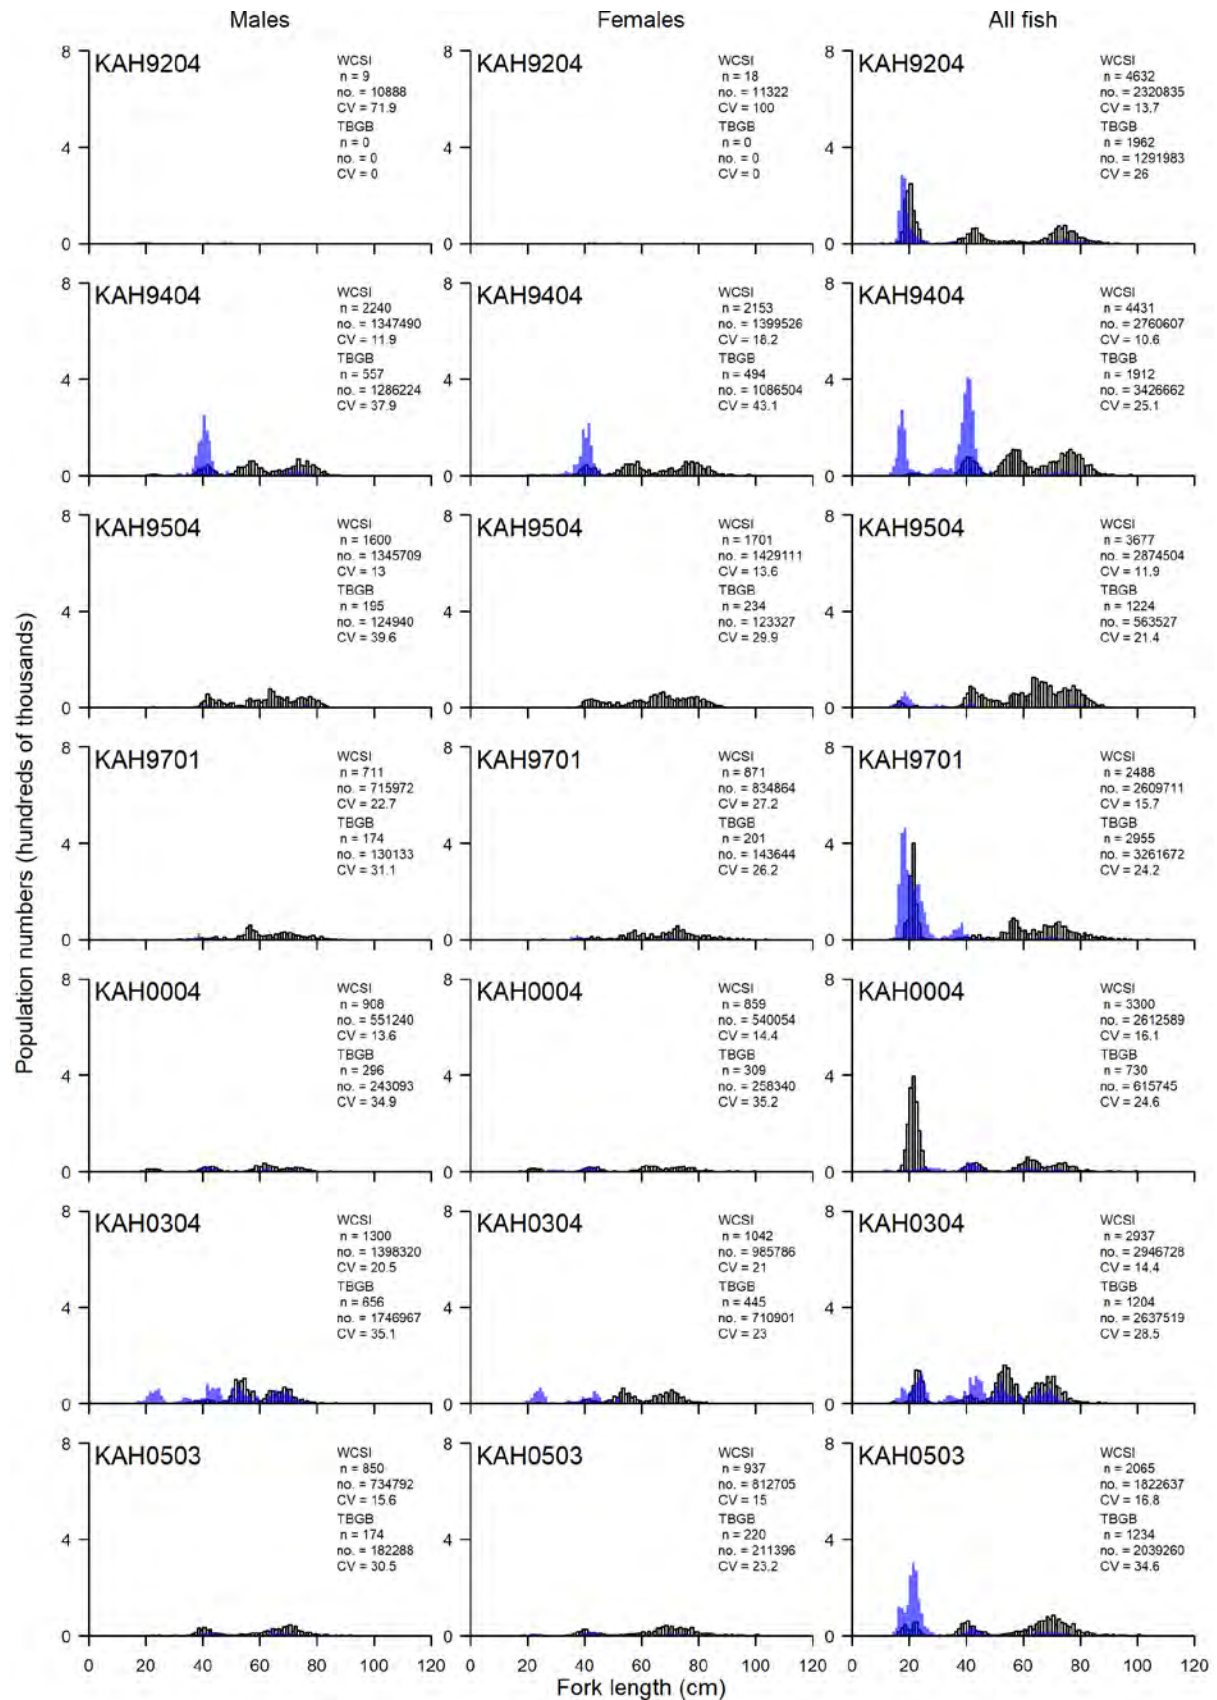 Males Females All fish
Population numbers (hundreds of thousands)
8 KAH9204 WCSI
n = 9
no. = 10888
CV = 71.9
TBGB
4 n = 0
no. = 0
CV = 0
0
KAH9204 WCSI
n = 18
no. = 11322
CV = 100
TBGB
n = 0
no. = 0
CV = 0
8 KAH9204 WCSI
n = 4632
no. = 2320835
CV = 13.7
TBGB
4 n = 1962
no. = 1291983
CV = 26
0
0 20 40 60 80 100 120
8 KAH9404 WCSI
n = 2240
no. = 1347490
CV = 11.9
TBGB
4 n = 557
no. = 1286224
CV = 37.9
0
KAH9404 WCSI
n = 2153
no. = 1399526
CV = 18.2
TBGB
n = 494
no. = 1086504
CV = 43.1
8 KAH9404 WCSI
n = 4431
no. = 2760607
CV = 10.6
TBGB
4 n = 1912
no. = 3426662
CV = 25.1
0
8 KAH9504 WCSI
n = 1600
no. = 1345709
CV = 13
TBGB
4 n = 195
no. = 124940
CV = 39.6
0
KAH9504 WCSI
n = 1701
no. = 1429111
CV = 13.6
TBGB
n = 234
no. = 123327
CV = 29.9
8 KAH9504 WCSI
n = 3677
no. = 2874504
CV = 11.9
TBGB
4 n = 1224
no. = 563527
CV = 21.4
0
8 KAH9701 WCSI
n = 711
no. = 715972
CV = 22.7
TBGB
4 n = 174
no. = 130133
CV = 31.1
0
KAH9701 WCSI
n = 871
no. = 834864
CV = 27.2
TBGB
n = 201
no. = 143644
CV = 26.2
8 KAH9701 WCSI
n = 2488
no. = 2609711
CV = 15.7
TBGB
4 n = 2955
no. = 3261672
CV = 24.2
0
8 KAH0004 WCSI
n = 908
no. = 551240
CV = 13.6
TBGB
4 n = 296
no. = 243093
CV = 34.9
0
KAH0004 WCSI
n = 859
no. = 540054
CV = 14.4
TBGB
n = 309
no. = 258340
CV = 35.2
8 KAH0004 WCSI
n = 3300
no. = 2612589
CV = 16.1
TBGB
4 n = 730
no. = 615745
CV = 24.6
0
8 KAH0304 WCSI
n = 1300
no. = 1398320
CV = 20.5
TBGB
4 n = 656
no. = 1746967
CV = 35.1
0
KAH0304 WCSI
n = 1042
no. = 985786
CV = 21
TBGB
n = 445
no. = 710901
CV = 23
8 KAH0304 WCSI
n = 2937
no. = 2946728
CV = 14.4
TBGB
4 n = 1204
no. = 2637519
CV = 28.5
0
8 KAH0503 WCSI
n = 850
no. = 734792
CV = 15.6
TBGB
4 n = 174
no. = 182288
CV = 30.5
0
KAH0503 WCSI
n = 937
no. = 812705
CV = 15
TBGB
n = 220
no. = 211396
CV = 23.2
8 KAH0503 WCSI
n = 2065
no. = 1822637
CV = 16.8
TBGB
4 n = 1234
no. = 2039260
CV = 34.6
0
0 20 40 60 80 100 120 0 20 40 60 80 100 120 0 20 40 60 80 100 120
Fork length (cm)